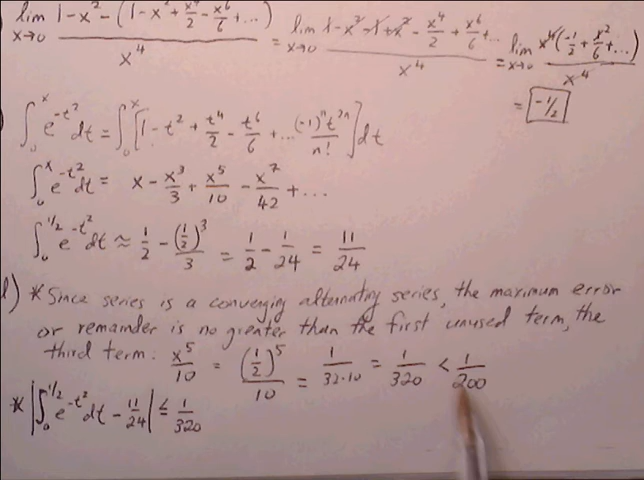 lim x→0 1-x²-(1-x²+x⁴/2-x⁶/6+...) / x⁴ = lim x→0 1-x²-1+x²-x⁴/2+x⁶/6+... / x⁴ = lim x→0 x⁴(-1/2+x²/6+...) / x⁴
= -1/2
∫₀ˣ e^-t² dt = ∫₀ˣ [1-t²+t⁴/2-t⁶/6+...(-1)ⁿt²ⁿ/n!]dt
∫₀ˣ e^-t² dt = x - x³/3 + x⁵/10 - x⁷/42 + ...
∫₀^1/2 e^-t² dt ≈ 1/2 - (1/2)³/3 = 1/2 - 1/24 = 11/24
d) * Since series is a converging alternating series, the maximum error
or remainder is no greater than the first unused term, the
third term. x⁵/10 = (1/2)⁵/10 = 1/32·10 = 1/320 < 1/200
* |∫₀^1/2 e^-t² dt - 11/24| ≤ 1/320